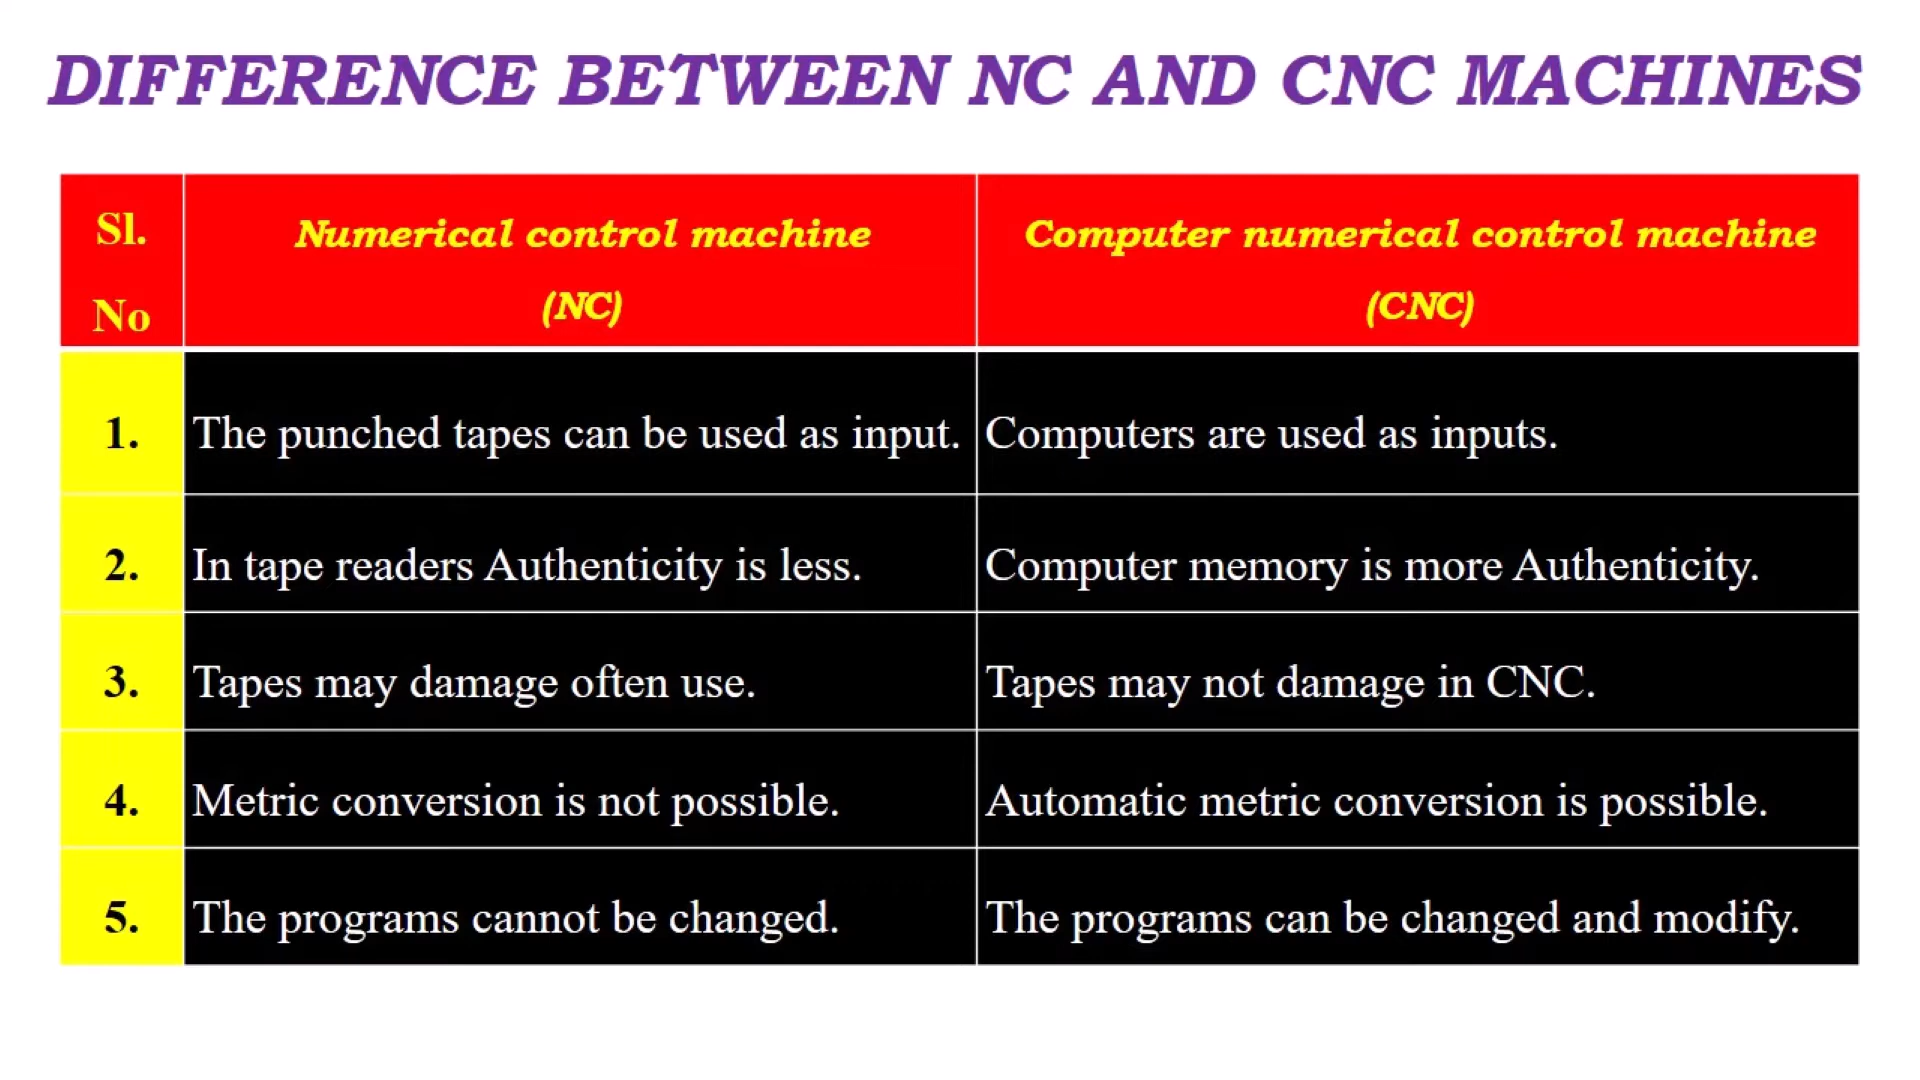 DIFFERENCE BETWEEN NC AND CNC MACHINES
Sl.
No
Numerical control machine
(NC)
Computer numerical control machine
(CNC)
1.
The punched tapes can be used as input.
Computers are used as inputs.
2.
In tape readers Authenticity is less.
Computer memory is more Authenticity.
3.
Tapes may damage often use.
Tapes may not damage in CNC.
4.
Metric conversion is not possible.
Automatic metric conversion is possible.
5.
The programs cannot be changed.
The programs can be changed and modify.